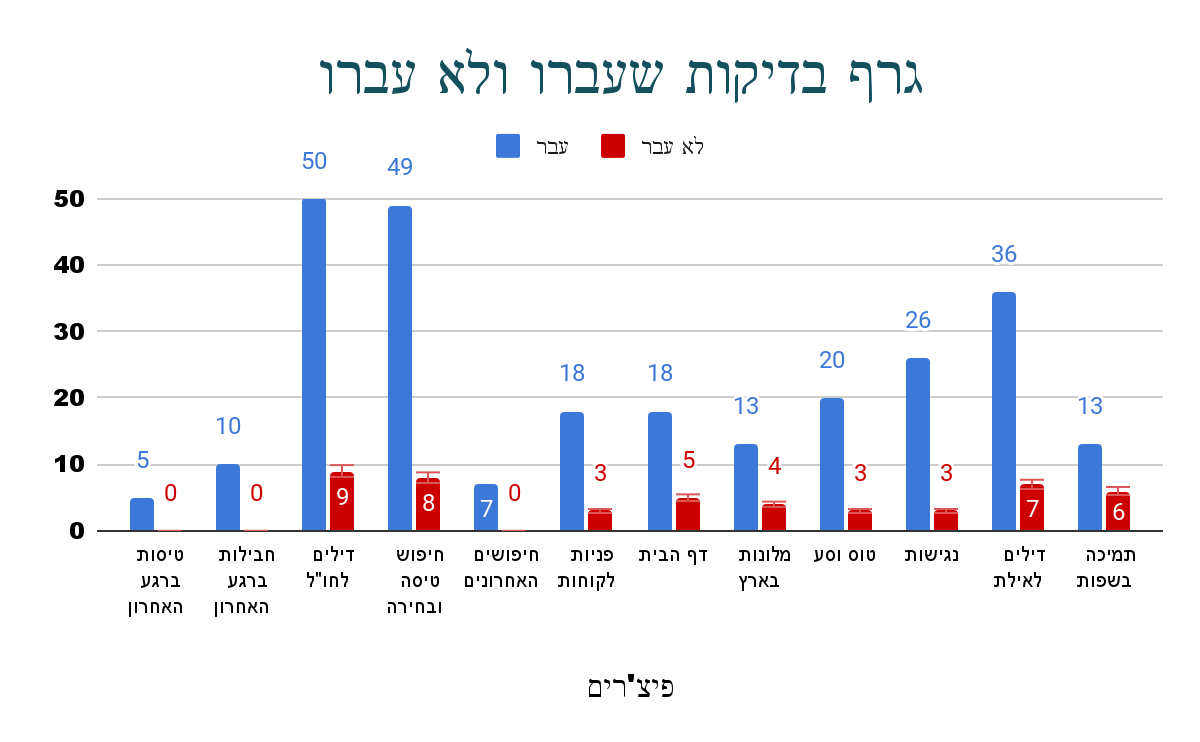 גרף בדיקות שעברו ולא עברו
עבר
לא עבר
50
40
30
20
10
0
5
0
10
0
50
9
49
8
7
0
18
3
18
5
13
4
20
3
26
3
36
7
13
6
טיסות
ברגע
האחרון
חבילות
ברגע
האחרון
דילים
לחו"ל
חיפוש
טיסה
ובחירה
חיפושים
האחרונים
פניות
לקוחות
דף הבית
מלונות
בארץ
טוס וסע
נגישות
דילים
לאילת
תמיכה
בשפות
פיצ'רים